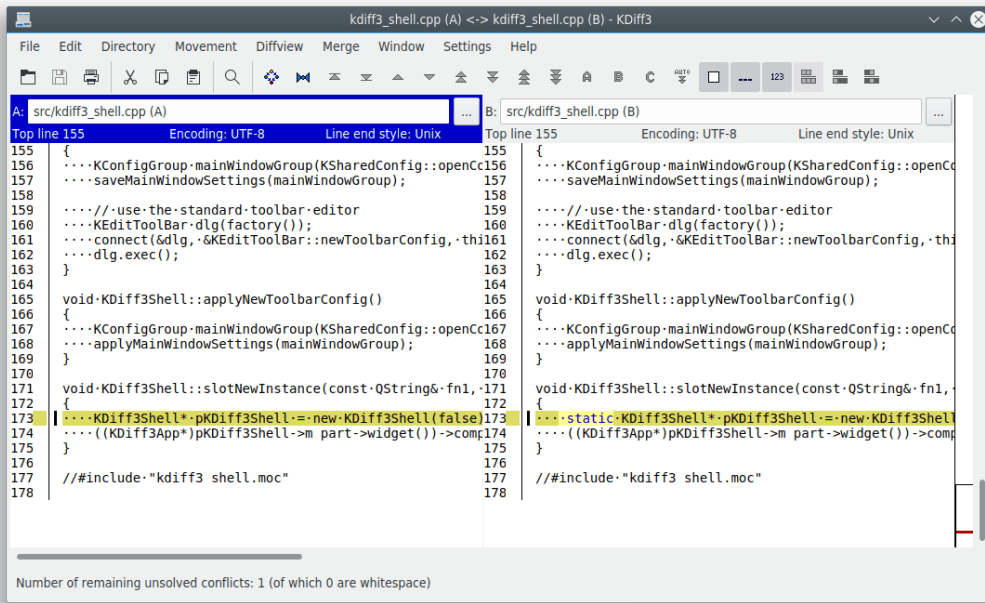 kdiff3_shell.cpp (A) <-> kdiff3_shell.cpp (B) - KDiff3
File Edit Directory Movement Diffview Merge Window Settings Help
A B C AUTO 123
A: src/kdiff3_shell.cpp (A) ...
Top line 155 Encoding: UTF-8 Line end style: Unix
155 {
156 ····KConfigGroup·mainWindowGroup(KSharedConfig::openCo
157 ····saveMainWindowSettings(mainWindowGroup);
158
159 ····//·use·the·standard·toolbar·editor
160 ····KEditToolBar·dlg(factory());
161 ····connect(&dlg,·&KEditToolBar::newToolbarConfig,·thi
162 ····dlg.exec();
163 }
164
165 void·KDiff3Shell::applyNewToolbarConfig()
166 {
167 ····KConfigGroup·mainWindowGroup(KSharedConfig::openCo
168 ····applyMainWindowSettings(mainWindowGroup);
169 }
170
171 void·KDiff3Shell::slotNewInstance(const·QString&·fn1,·
172 {
173 ····KDiff3Shell*·pKDiff3Shell·=·new·KDiff3Shell(false)
174 ····((KDiff3App*)pKDiff3Shell->m part->widget())->comp
175 }
176
177 //#include·"kdiff3 shell.moc"
178
B: src/kdiff3_shell.cpp (B) ...
Top line 155 Encoding: UTF-8 Line end style: Unix
155 {
156 ····KConfigGroup·mainWindowGroup(KSharedConfig::openCo
157 ····saveMainWindowSettings(mainWindowGroup);
158
159 ····//·use·the·standard·toolbar·editor
160 ····KEditToolBar·dlg(factory());
161 ····connect(&dlg,·&KEditToolBar::newToolbarConfig,·thi
162 ····dlg.exec();
163 }
164
165 void·KDiff3Shell::applyNewToolbarConfig()
166 {
167 ····KConfigGroup·mainWindowGroup(KSharedConfig::openCo
168 ····applyMainWindowSettings(mainWindowGroup);
169 }
170
171 void·KDiff3Shell::slotNewInstance(const·QString&·fn1,·
172 {
173 ····static·KDiff3Shell*·pKDiff3Shell·=·new·KDiff3Shell
174 ····((KDiff3App*)pKDiff3Shell->m part->widget())->comp
175 }
176
177 //#include·"kdiff3 shell.moc"
178
Number of remaining unsolved conflicts: 1 (of which 0 are whitespace)